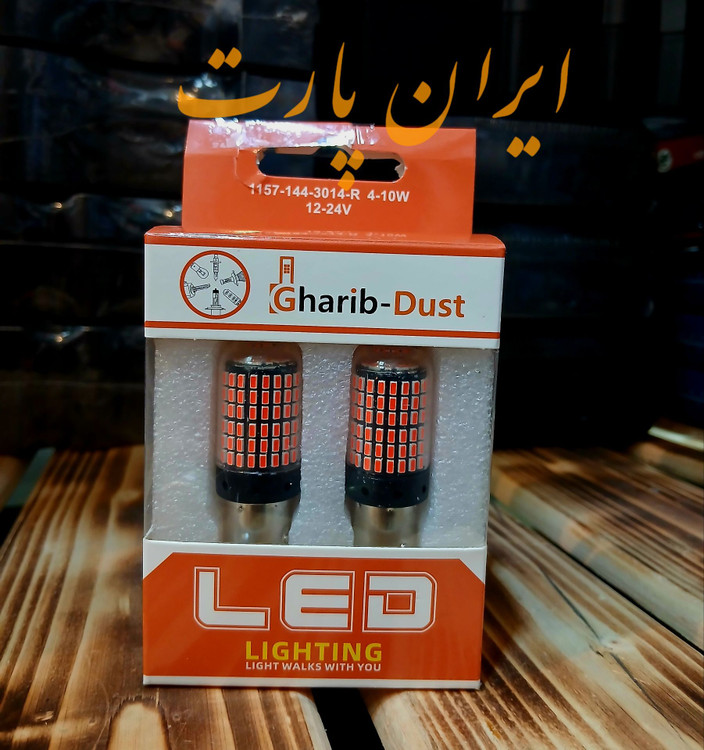 ایران پارت
1157-144-3014-R 4-10W
12-24V
Gharib-Dust
LED
LIGHTING
LIGHT WALKS WITH YOU